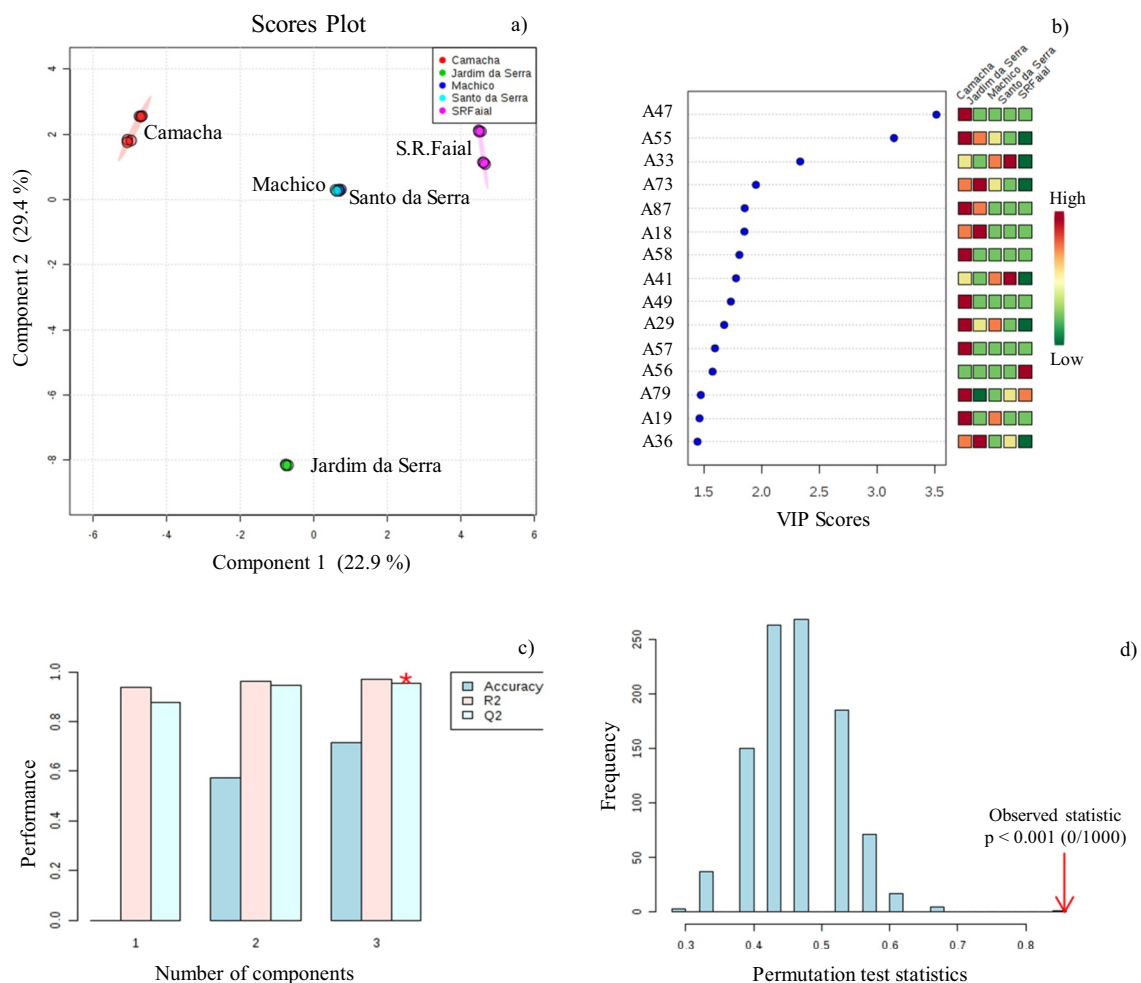 Scores Plot
a)
Camacha
Jardim da Serra
Machico
Santo da Serra
SRFaial
Camacha
S.R.Faial
Machico
Santo da Serra
Jardim da Serra
4
2
0
-2
-4
-6
-8
-6 -4 -2 0 2 4 6
Component 2 (29.4 %)
Component 1 (22.9 %)
b)
Camacha
Jardim da Serra
Machico
Santo da Serra
SRFaial
A47
A55
A33
A73
A87
A18
A58
A41
A49
A29
A57
A56
A79
A19
A36
High
Low
1.5 2.0 2.5 3.0 3.5
VIP Scores
c)
Accuracy
R2
Q2
*
1.0
0.8
0.6
0.4
0.2
0.0
Performance
1 2 3
Number of components
d)
250
200
150
100
50
0
Frequency
Observed statistic
p < 0.001 (0/1000)
0.3 0.4 0.5 0.6 0.7 0.8
Permutation test statistics